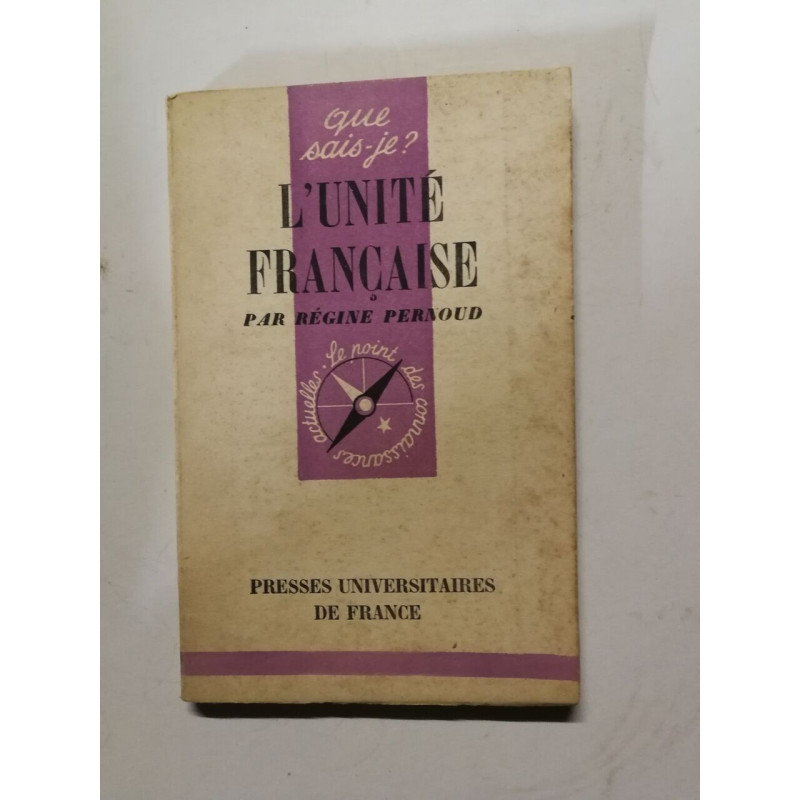 que
sais-je?
L'UNITÉ
FRANÇAISE
PAR RÉGINE PERNOUD
Le point des connaissances actuelles.
PRESSES UNIVERSITAIRES
DE FRANCE